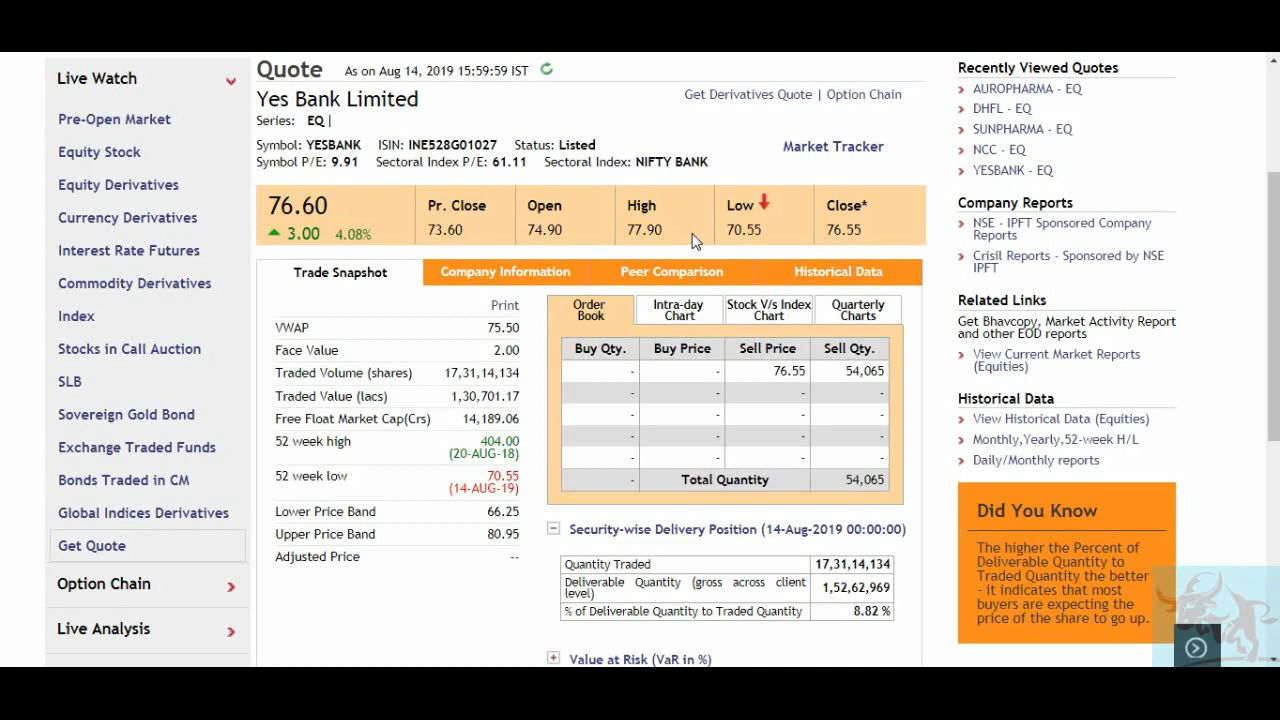 Live Watch
Pre-Open Market
Equity Stock
Equity Derivatives
Currency Derivatives
Interest Rate Futures
Commodity Derivatives
Index
Stocks in Call Auction
SLB
Sovereign Gold Bond
Exchange Traded Funds
Bonds Traded in CM
Global Indices Derivatives
Get Quote
Option Chain
Live Analysis
Quote As on Aug 14, 2019 15:59:59 IST
Get Derivatives Quote | Option Chain
Yes Bank Limited
Series: EQ |
Symbol: YESBANK ISIN: INE528G01027 Status: Listed
Market Tracker
Symbol P/E: 9.91 Sectoral Index P/E: 61.11 Sectoral Index: NIFTY BANK
76.60 Pr. Close Open High Low Close*
3.00 4.08% 73.60 74.90 77.90 70.55 76.55
Trade Snapshot Company Information Peer Comparison Historical Data
Print
VWAP 75.50
Face Value 2.00
Traded Volume (shares) 17,31,14,134
Traded Value (lacs) 1,30,701.17
Free Float Market Cap(Crs) 14,189.06
52 week high 404.00
(20-AUG-18)
52 week low 70.55
(14-AUG-19)
Lower Price Band 66.25
Upper Price Band 80.95
Adjusted Price --
Order Intra-day Stock V/s Index Quarterly
Book Chart Chart Charts
Buy Qty. Buy Price Sell Price Sell Qty.
- - 76.55 54,065
- - - -
- - - -
- - - -
- - - -
- Total Quantity 54,065
Security-wise Delivery Position (14-Aug-2019 00:00:00)
Quantity Traded 17,31,14,134
Deliverable Quantity (gross across client
level) 1,52,62,969
% of Deliverable Quantity to Traded Quantity 8.82 %
Value at Risk (VaR in %)
Recently Viewed Quotes
AUROPHARMA - EQ
DHFL - EQ
SUNPHARMA - EQ
NCC - EQ
YESBANK - EQ
Company Reports
NSE - IPFT Sponsored Company
Reports
Crisil Reports - Sponsored by NSE
IPFT
Related Links
Get Bhavcopy, Market Activity Report
and other EOD reports
View Current Market Reports
(Equities)
Historical Data
View Historical Data (Equities)
Monthly,Yearly,52-week H/L
Daily/Monthly reports
Did You Know
The higher the Percent of
Deliverable Quantity to
Traded Quantity the better
- it indicates that most
buyers are expecting the
price of the share to go up.